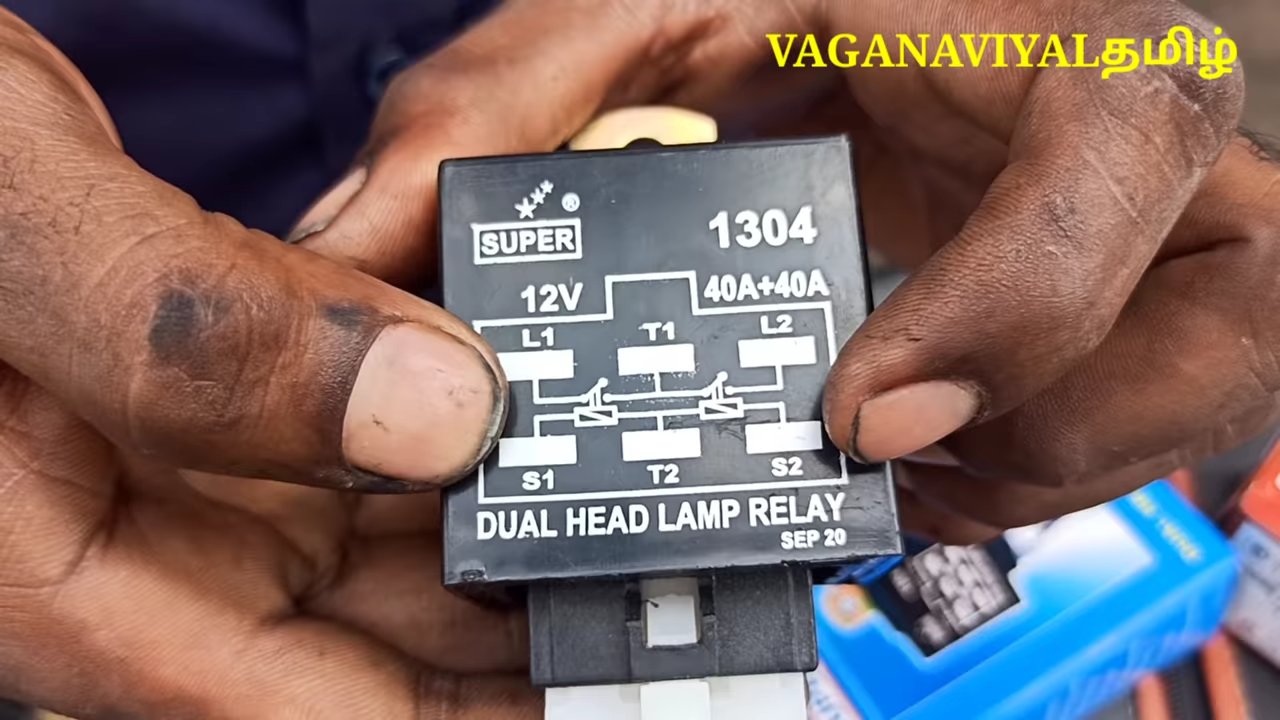 VAGANAVIYALதமிழ்
®
SUPER
1304
12V
40A+40A
L1 T1 L2
S1 T2 S2
DUAL HEAD LAMP RELAY
SEP 20